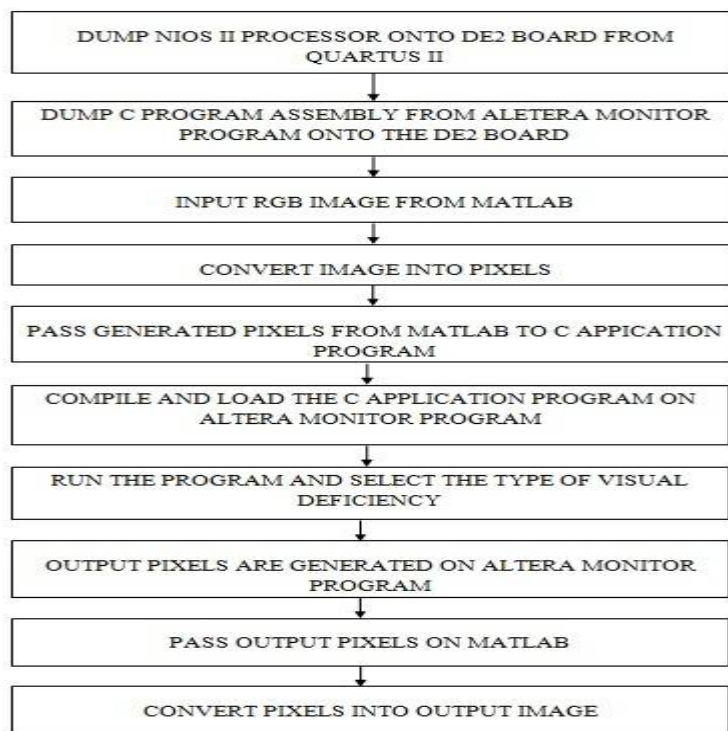 DUMP NIOS II PROCESSOR ONTO DE2 BOARD FROM
QUARTUS II
DUMP C PROGRAM ASSEMBLY FROM ALETERA MONITOR
PROGRAM ONTO THE DE2 BOARD
INPUT RGB IMAGE FROM MATLAB
CONVERT IMAGE INTO PIXELS
PASS GENERATED PIXELS FROM MATLAB TO C APPICATION
PROGRAM
COMPILE AND LOAD THE C APPLICATION PROGRAM ON
ALTERA MONITOR PROGRAM
RUN THE PROGRAM AND SELECT THE TYPE OF VISUAL
DEFICIENCY
OUTPUT PIXELS ARE GENERATED ON ALTERA MONITOR
PROGRAM
PASS OUTPUT PIXELS ON MATLAB
CONVERT PIXELS INTO OUTPUT IMAGE